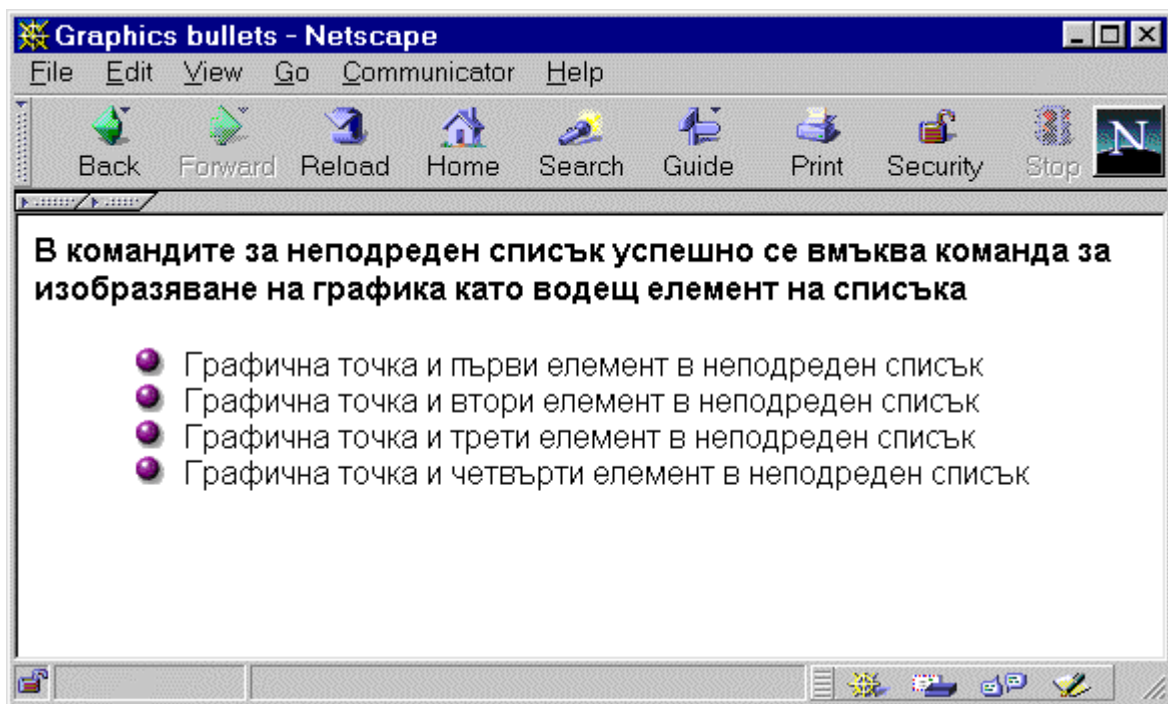 Graphics bullets - Netscape
File Edit View Go Communicator Help
Back Forward Reload Home Search Guide Print Security Stop N
В командите за неподреден списък успешно се вмъква команда за
изобразяване на графика като водещ елемент на списъка
Графична точка и първи елемент в неподреден списък
Графична точка и втори елемент в неподреден списък
Графична точка и трети елемент в неподреден списък
Графична точка и четвърти елемент в неподреден списък